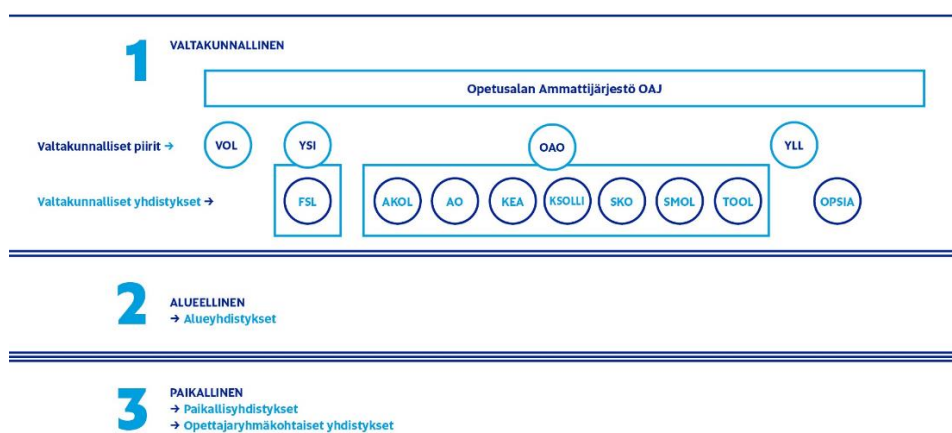 1
VALTAKUNNALLINEN
Opetusalan Ammattijärjestö OAJ
Valtakunnalliset piirit → VOL YSI OAO YLL
Valtakunnalliset yhdistykset → FSL AKOL AO KEA KSOLLI SKO SMOL TOOL OPSIA
2
ALUEELLINEN
→ Alueyhdistykset
3
PAIKALLINEN
→ Paikallisyhdistykset
→ Opettajaryhmäkohtaiset yhdistykset